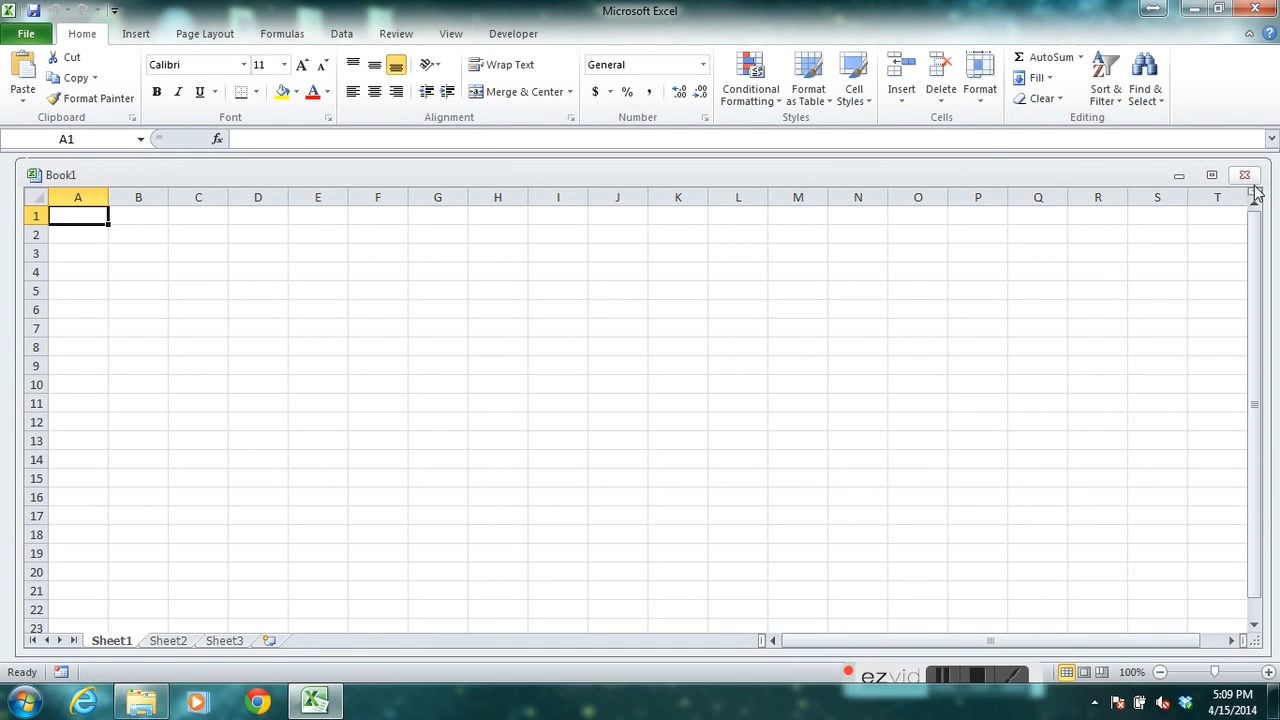 Microsoft Excel
File Home Insert Page Layout Formulas Data Review View Developer
Paste
Cut
Copy
Format Painter
Calibri 11
B I U A
Wrap Text
Merge & Center
General
$ % ,
Conditional Formatting
Format as Table
Cell Styles
Insert
Delete
Format
Σ AutoSum
Fill
Clear
Sort & Filter
Find & Select
Clipboard Font Alignment Number Styles Cells Editing
A1 fx
Book1
A B C D E F G H I J K L M N O P Q R S T
1
2
3
4
5
6
7
8
9
10
11
12
13
14
15
16
17
18
19
20
21
22
23
Sheet1 Sheet2 Sheet3
Ready 100%
ezvid
5:09 PM
4/15/2014